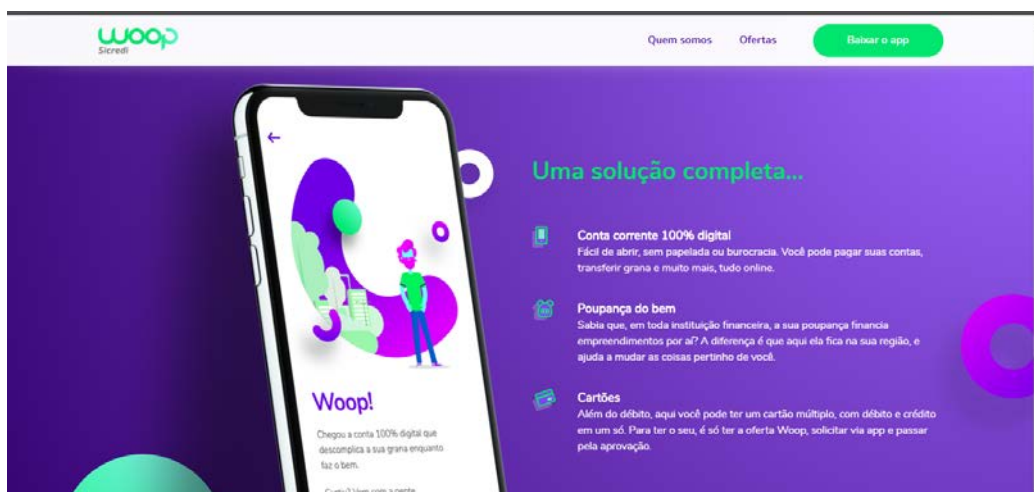 woop
Sicredi
Quem somos
Ofertas
Baixar o app
Uma solução completa...
Conta corrente 100% digital
Fácil de abrir, sem papelada ou burocracia. Você pode pagar suas contas,
transferir grana e muito mais, tudo online.
Poupança do bem
Sabia que, em toda instituição financeira, a sua poupança financia
empreendimentos por aí? A diferença é que aqui ela fica na sua região, e
ajuda a mudar as coisas pertinho de você.
Cartões
Além do débito, aqui você pode ter um cartão múltiplo, com débito e crédito
em um só. Para ter o seu, é só ter a oferta Woop, solicitar via app e passar
pela aprovação.
Woop!
Chegou a conta 100% digital que
descomplica a sua grana enquanto
faz o bem.
Curtiu? Vem com a gente